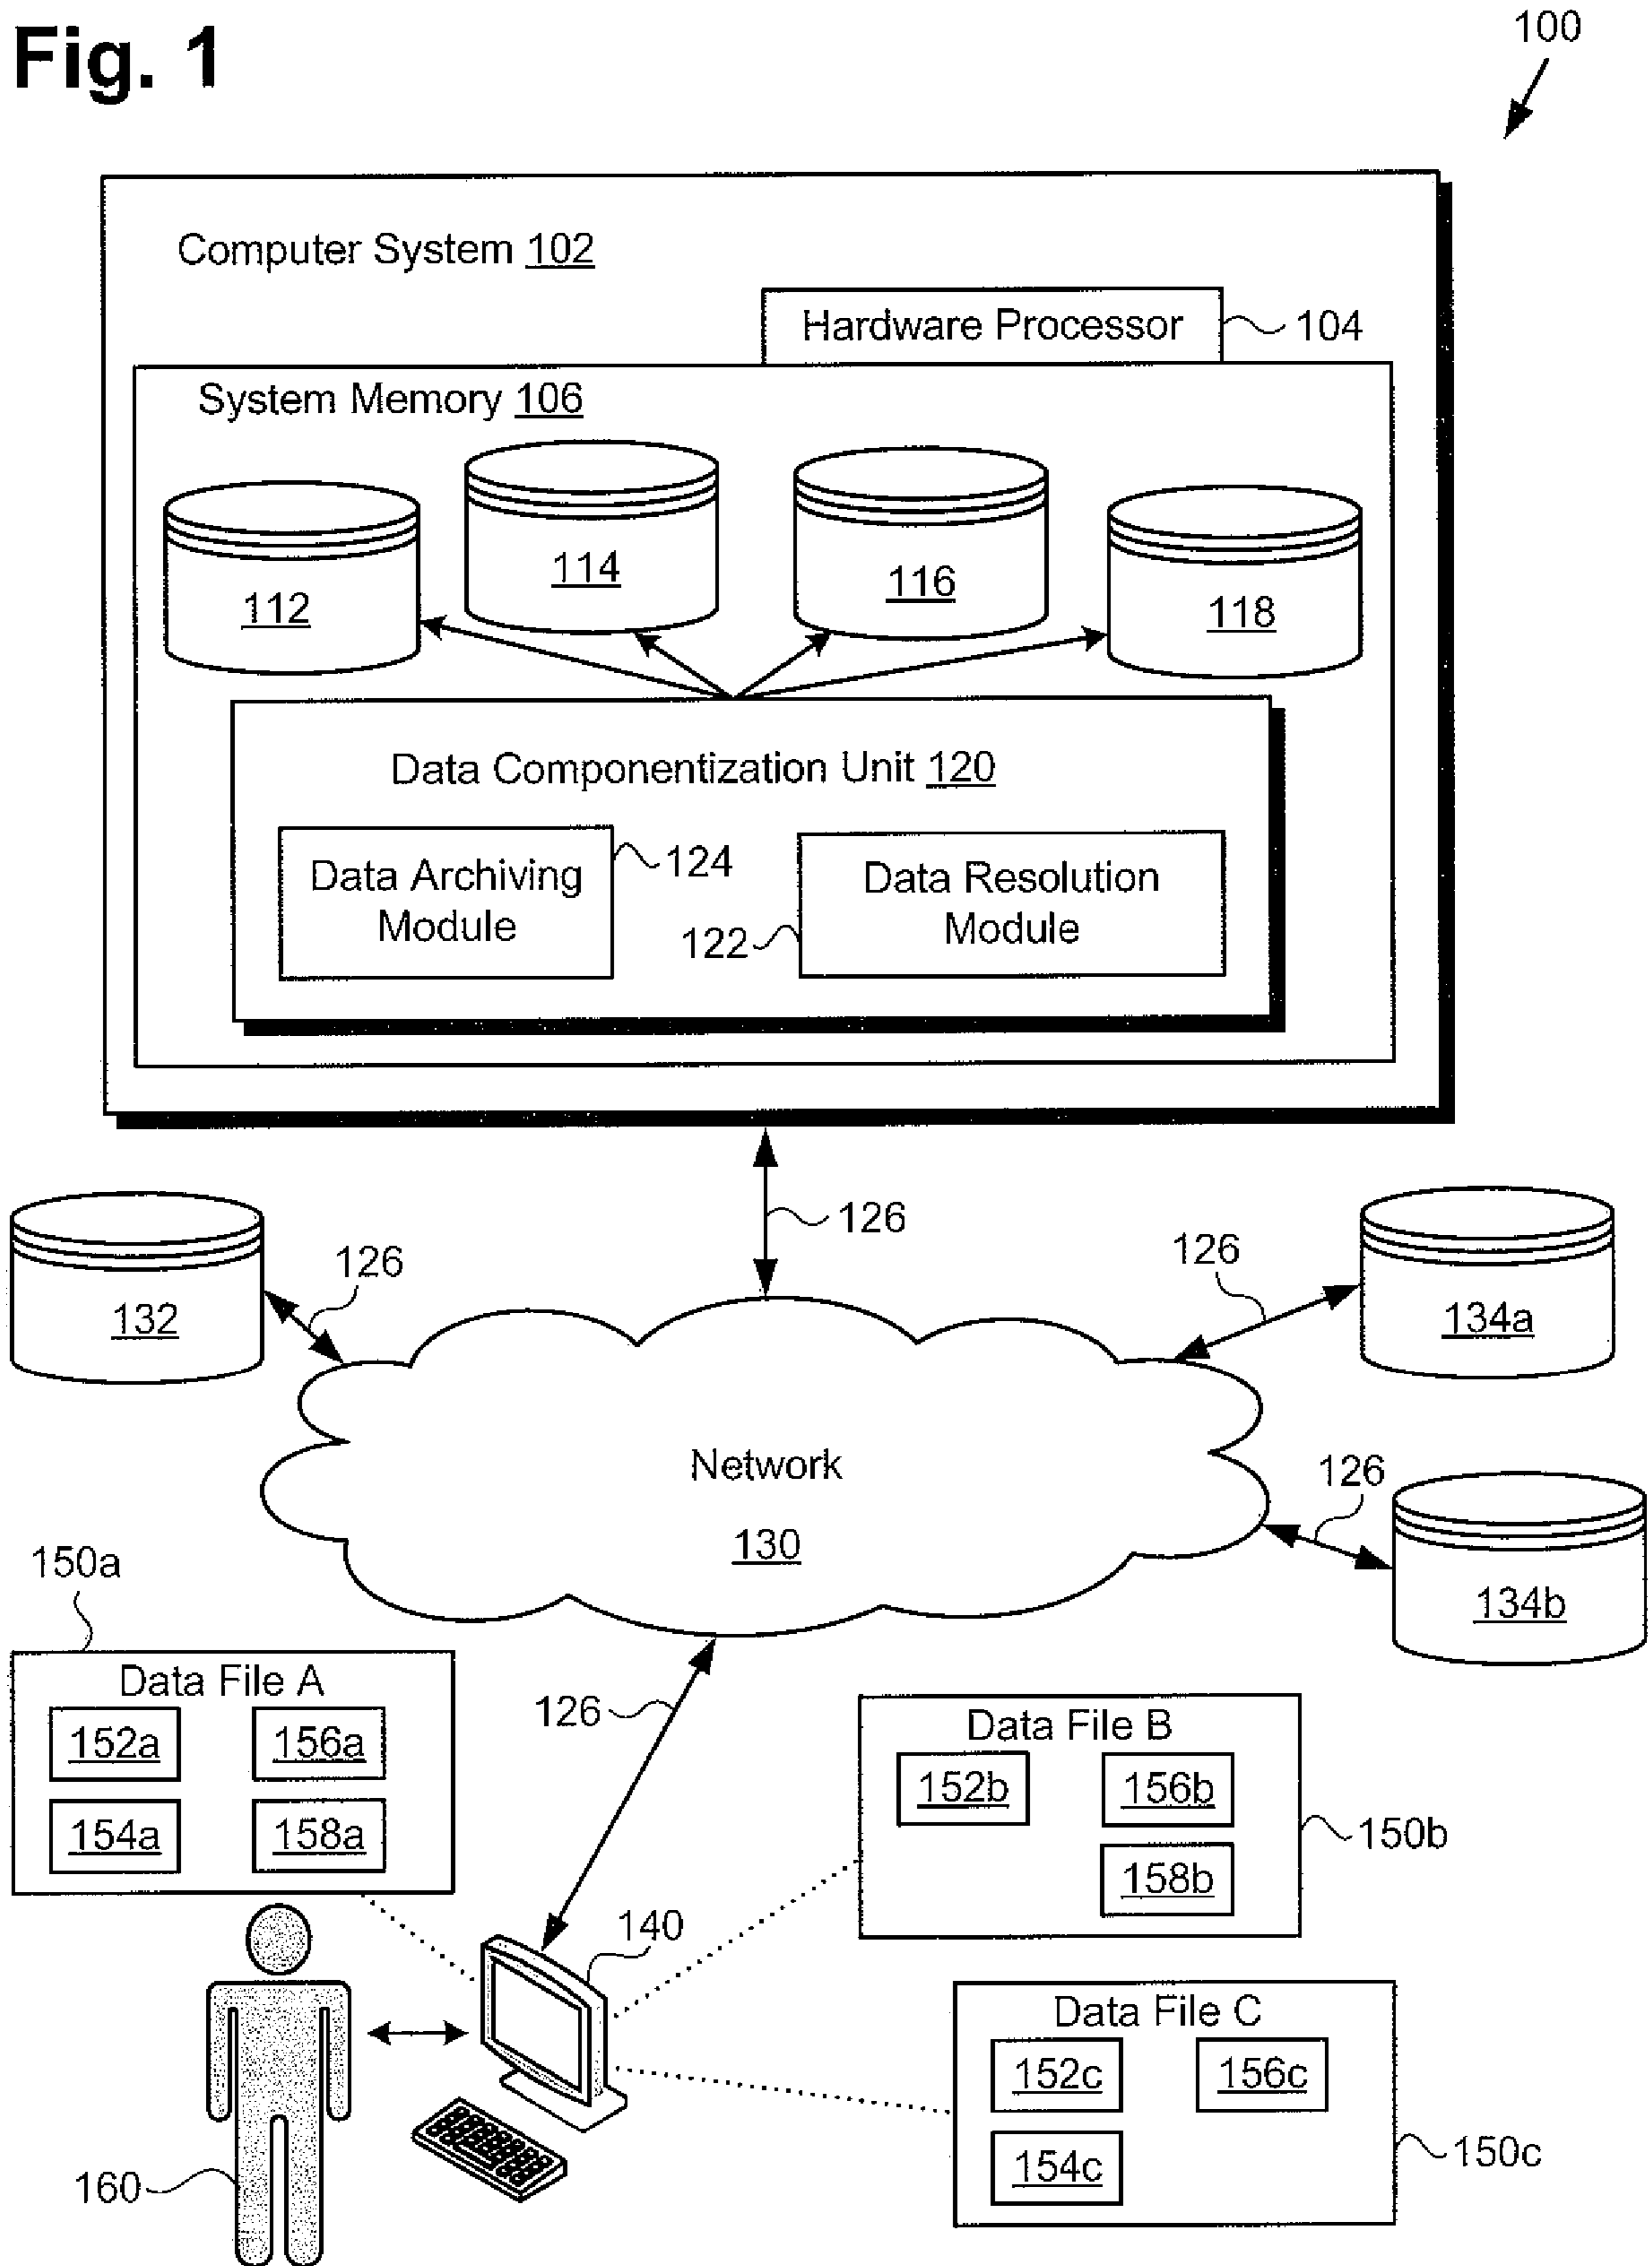 Fig. 1
100
Computer System 102
Hardware Processor
104
System Memory 106
112
114
116
118
Data Componentization Unit 120
Data Archiving
Module
124
122
Data Resolution
Module
126
132
126
126
134a
Network
130
126
134b
150a
Data File A
152a
156a
154a
158a
126
Data File B
152b
156b
158b
150b
140
Data File C
152c
156c
154c
150c
160